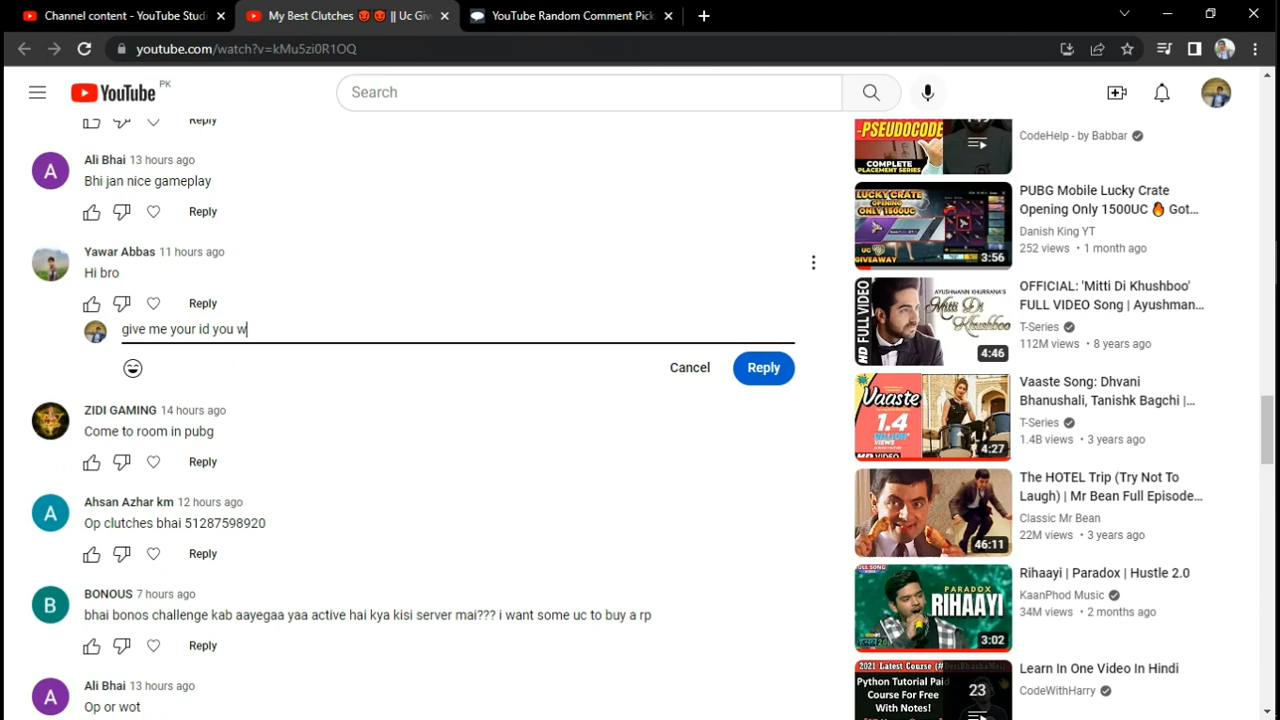 Channel content - YouTube Studi
My Best Clutches 😈😈 || Uc Giv
YouTube Random Comment Pick
youtube.com/watch?v=kMu5zi0R1OQ
YouTube PK
Search
Reply
Ali Bhai 13 hours ago
Bhi jan nice gameplay
Reply
Yawar Abbas 11 hours ago
Hi bro
Reply
give me your id you w
Cancel
Reply
ZIDI GAMING 14 hours ago
Come to room in pubg
Reply
Ahsan Azhar km 12 hours ago
Op clutches bhai 51287598920
Reply
BONOUS 7 hours ago
bhai bonos challenge kab aayegaa yaa active hai kya kisi server mai??? i want some uc to buy a rp
Reply
Ali Bhai 13 hours ago
Op or wot
-PSEUDOCODE
COMPLETE
PLACEMENT SERIES
CodeHelp - by Babbar
LUCKY CRATE
OPENING
ONLY 1500UC
UC
GIVEAWAY
3:56
PUBG Mobile Lucky Crate
Opening Only 1500UC 🔥 Got...
Danish King YT
252 views • 1 month ago
HD FULL VIDEO
AYUSHMANN KHURRANA'S
Mitti Di
Khushboo
4:46
OFFICIAL: 'Mitti Di Khushboo'
FULL VIDEO Song | Ayushman...
T-Series
112M views • 8 years ago
Vaaste
1.4
BILLION+
VIEWS
HD VIDEO
4:27
Vaaste Song: Dhvani
Bhanushali, Tanishk Bagchi |...
T-Series
1.4B views • 3 years ago
46:11
The HOTEL Trip (Try Not To
Laugh) | Mr Bean Full Episode...
Classic Mr Bean
22M views • 3 years ago
FULL SONG
VIDEO
PARADOX
RIHAAYI
3:02
Rihaayi | Paradox | Hustle 2.0
KaanPhod Music
34M views • 2 months ago
2021 Latest Course (#
Python Tutorial Paid
Course For Free
With Notes!
23
Learn In One Video In Hindi
CodeWithHarry